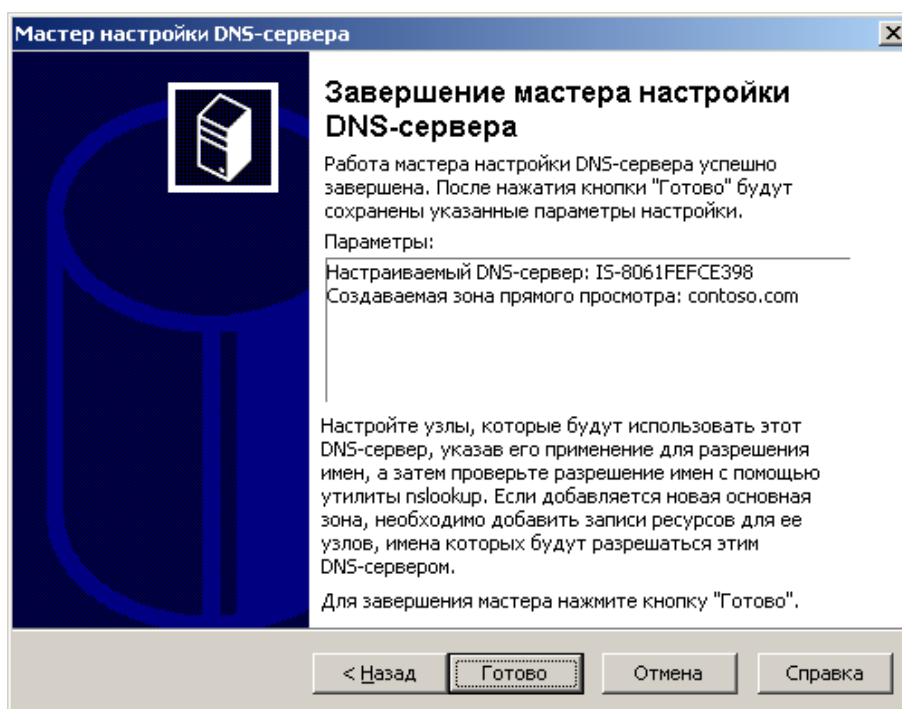 Мастер настройки DNS-сервера
Завершение мастера настройки
DNS-сервера
Работа мастера настройки DNS-сервера успешно
завершена. После нажатия кнопки "Готово" будут
сохранены указанные параметры настройки.
Параметры:
Настраиваемый DNS-сервер: IS-8061FEFCE398
Создаваемая зона прямого просмотра: contoso.com
Настройте узлы, которые будут использовать этот
DNS-сервер, указав его применение для разрешения
имен, а затем проверьте разрешение имен с помощью
утилиты nslookup. Если добавляется новая основная
зона, необходимо добавить записи ресурсов для ее
узлов, имена которых будут разрешаться этим
DNS-сервером.
Для завершения мастера нажмите кнопку "Готово".
< Назад Готово Отмена Справка